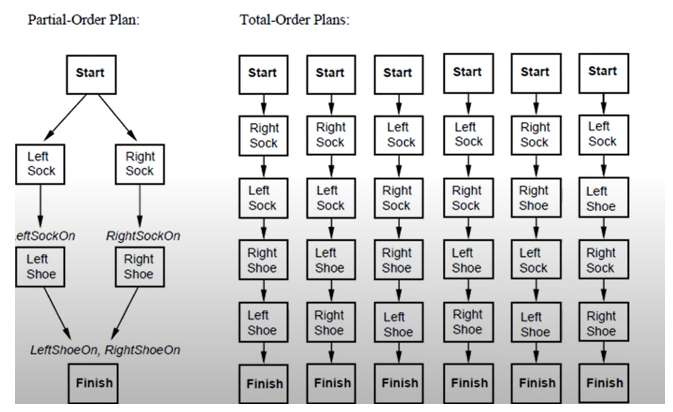 Partial-Order Plan:
Total-Order Plans:
Start
Left
Sock
Right
Sock
eftSockOn
RightSockOn
Left
Shoe
Right
Shoe
LeftShoeOn, RightShoeOn
Finish
Start
Right
Sock
Left
Sock
Right
Shoe
Left
Shoe
Finish
Start
Right
Sock
Left
Sock
Left
Shoe
Right
Shoe
Finish
Start
Left
Sock
Right
Sock
Right
Shoe
Left
Shoe
Finish
Start
Left
Sock
Right
Sock
Left
Shoe
Right
Shoe
Finish
Start
Right
Sock
Right
Shoe
Left
Sock
Left
Shoe
Finish
Start
Left
Sock
Left
Shoe
Right
Sock
Right
Shoe
Finish